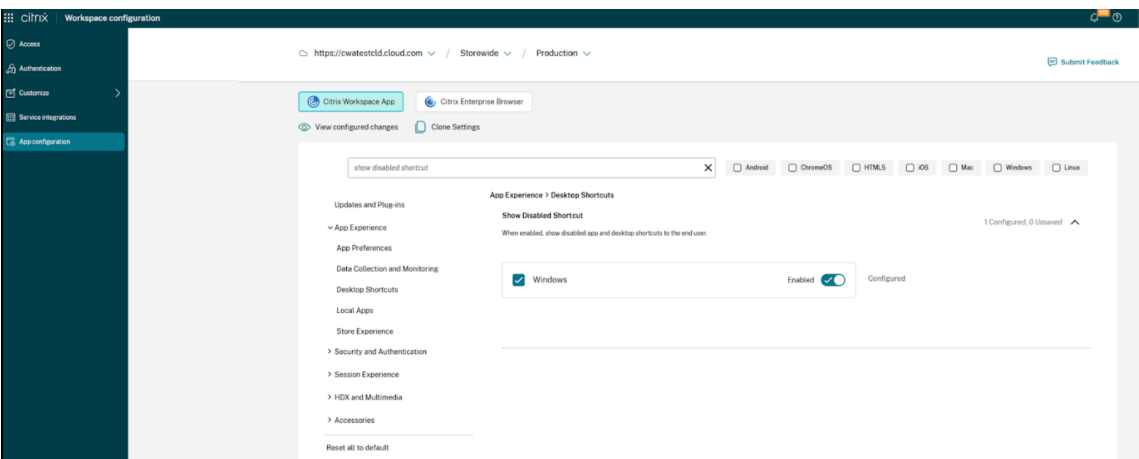 citrix Workspace configuration
Access
Authentication
Customize
Service integrations
App configuration
https://cwatestcld.cloud.com / Storewide / Production
Submit Feedback
Citrix Workspace App Citrix Enterprise Browser
View configured changes Clone Settings
show disabled shortcut Android ChromeOS HTML5 iOS Mac Windows Linux
Updates and Plug-ins
App Experience
App Preferences
Data Collection and Monitoring
Desktop Shortcuts
Local Apps
Store Experience
Security and Authentication
Session Experience
HDX and Multimedia
Accessories
Reset all to default
App Experience > Desktop Shortcuts
Show Disabled Shortcut
1 Configured, 0 Unsaved
When enabled, show disabled app and desktop shortcuts to the end user.
Windows Enabled Configured